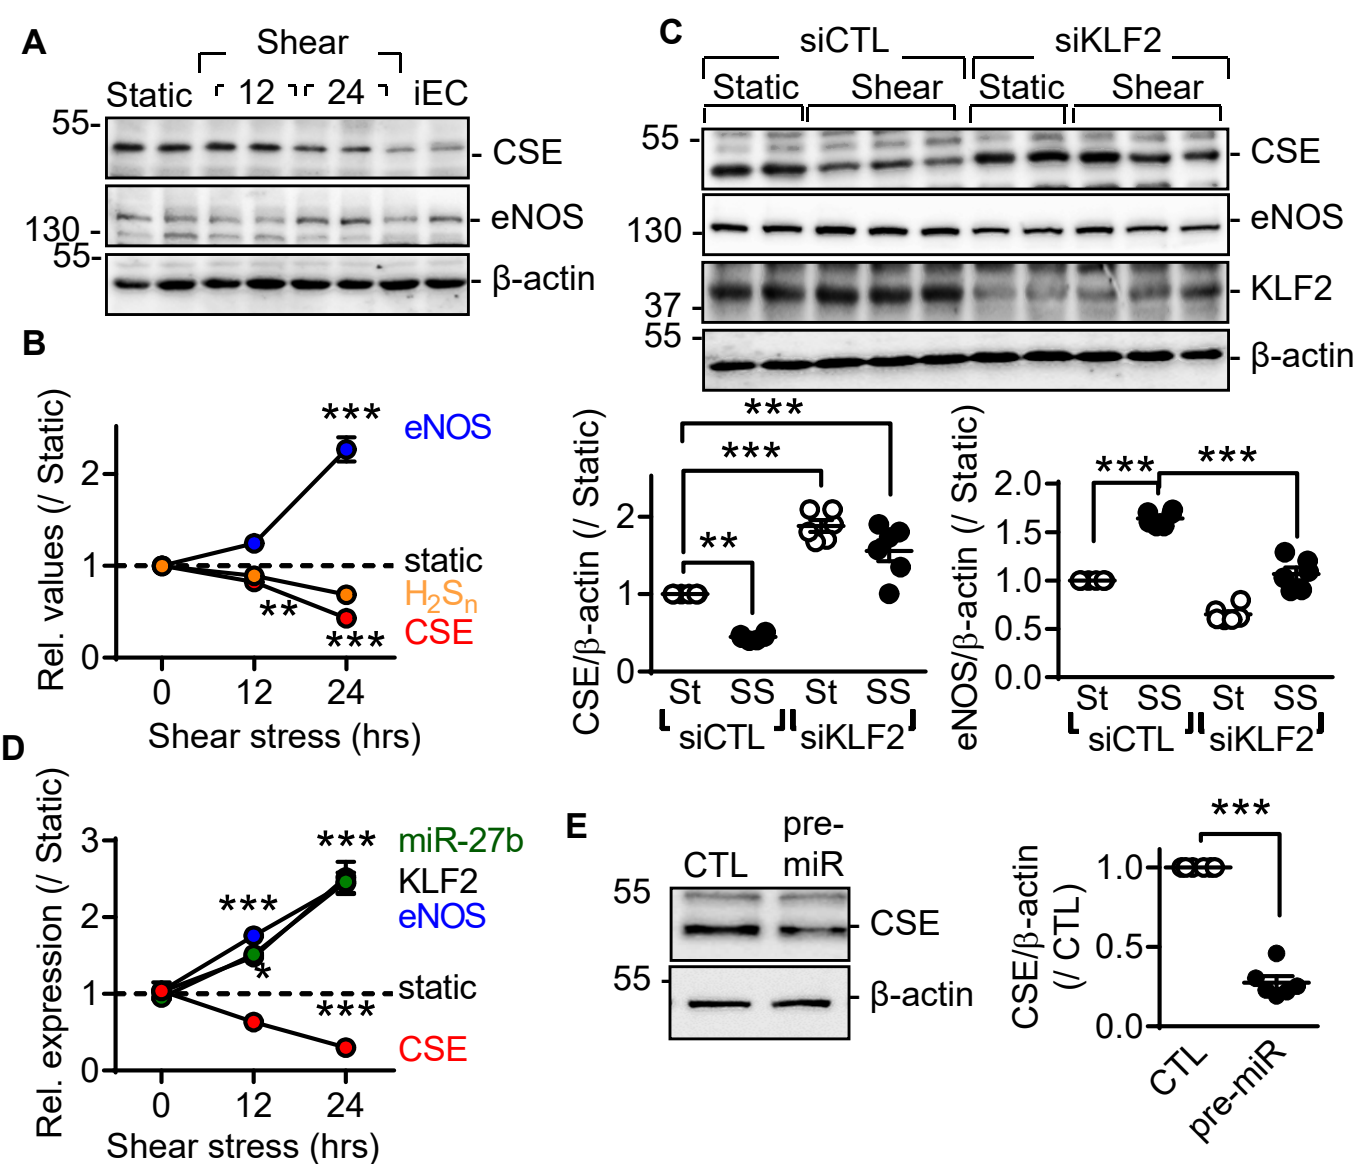 A
Shear
Static 12 24 iEC
55-
- CSE
- eNOS
130 -
55-
- β-actin
C
siCTL siKLF2
Static Shear Static Shear
55 -
- CSE
- eNOS
130 -
- KLF2
37 -
55 -
- β-actin
B
Rel. values (/ Static)
2
1
0
***
eNOS
static
H2Sn
CSE
**
***
0 12 24
Shear stress (hrs)
CSE/β-actin (/ Static)
2
1
0
***
***
**
St SS St SS
siCTL siKLF2
eNOS/β-actin (/ Static)
2.0
1.5
1.0
0.5
0.0
*** ***
St SS St SS
siCTL siKLF2
D
Rel. expression (/ Static)
3
2
1
0
***
***
*
***
miR-27b
KLF2
eNOS
static
CSE
0 12 24
Shear stress (hrs)
E
CTL pre-
miR
55 -
CSE
55 -
β-actin
CSE/β-actin
(/ CTL)
1.0
0.5
0.0
***
CTL
pre-miR